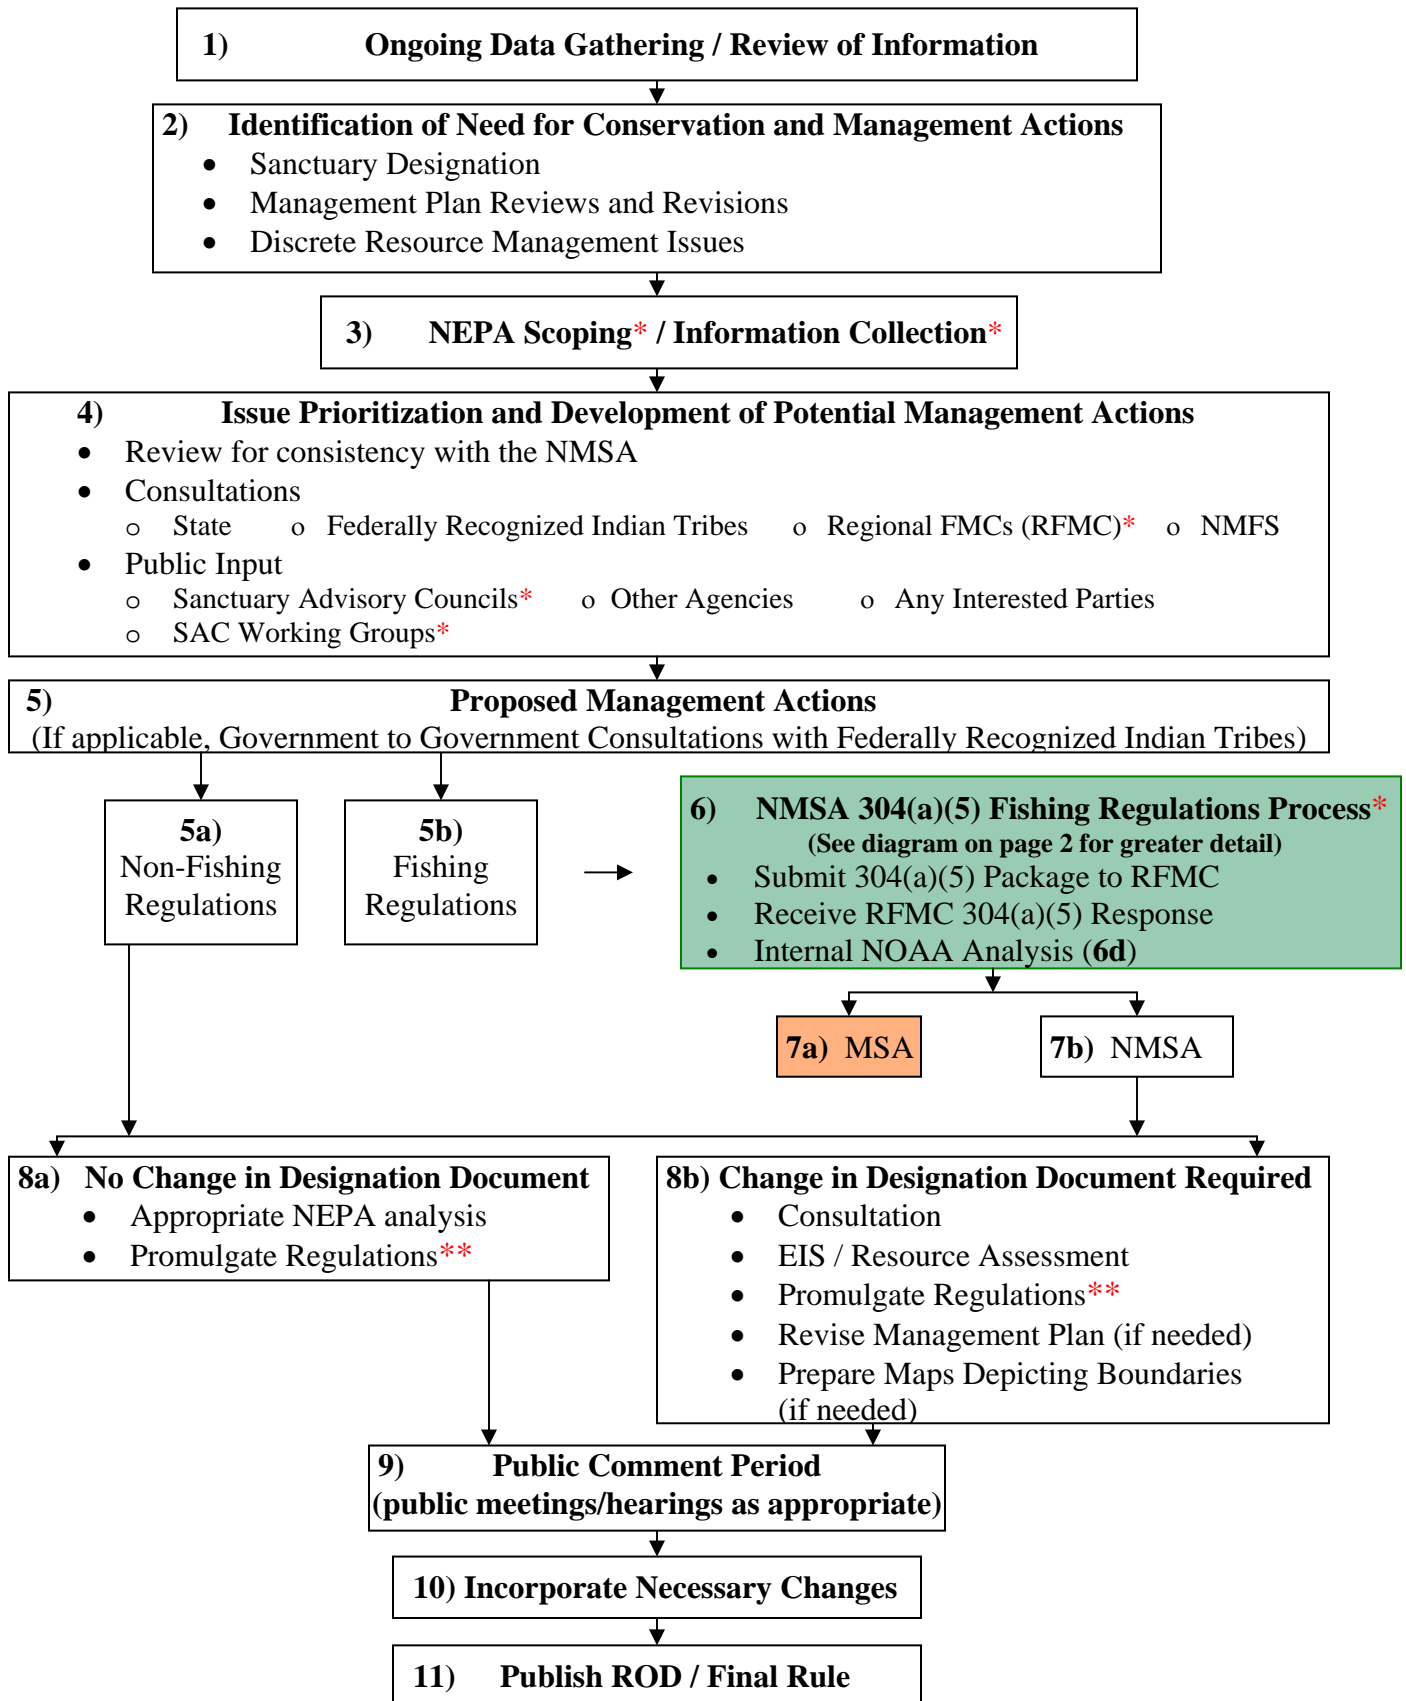 1) Ongoing Data Gathering / Review of Information
2) Identification of Need for Conservation and Management Actions
• Sanctuary Designation
• Management Plan Reviews and Revisions
• Discrete Resource Management Issues
3) NEPA Scoping* / Information Collection*
4) Issue Prioritization and Development of Potential Management Actions
• Review for consistency with the NMSA
• Consultations
o State o Federally Recognized Indian Tribes o Regional FMCs (RFMC)* o NMFS
• Public Input
o Sanctuary Advisory Councils* o Other Agencies o Any Interested Parties
o SAC Working Groups*
5) Proposed Management Actions
(If applicable, Government to Government Consultations with Federally Recognized Indian Tribes)
5a)
Non-Fishing
Regulations
5b)
Fishing
Regulations
6) NMSA 304(a)(5) Fishing Regulations Process*
(See diagram on page 2 for greater detail)
• Submit 304(a)(5) Package to RFMC
• Receive RFMC 304(a)(5) Response
• Internal NOAA Analysis (6d)
7a) MSA
7b) NMSA
8a) No Change in Designation Document
• Appropriate NEPA analysis
• Promulgate Regulations**
8b) Change in Designation Document Required
• Consultation
• EIS / Resource Assessment
• Promulgate Regulations**
• Revise Management Plan (if needed)
• Prepare Maps Depicting Boundaries
(if needed)
9) Public Comment Period
(public meetings/hearings as appropriate)
10) Incorporate Necessary Changes
11) Publish ROD / Final Rule